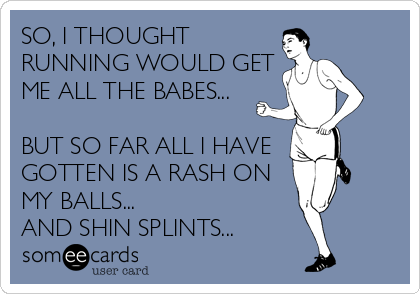 SO, I THOUGHT
RUNNING WOULD GET
ME ALL THE BABES...
BUT SO FAR ALL I HAVE
GOTTEN IS A RASH ON
MY BALLS...
AND SHIN SPLINTS...
someecards
user card